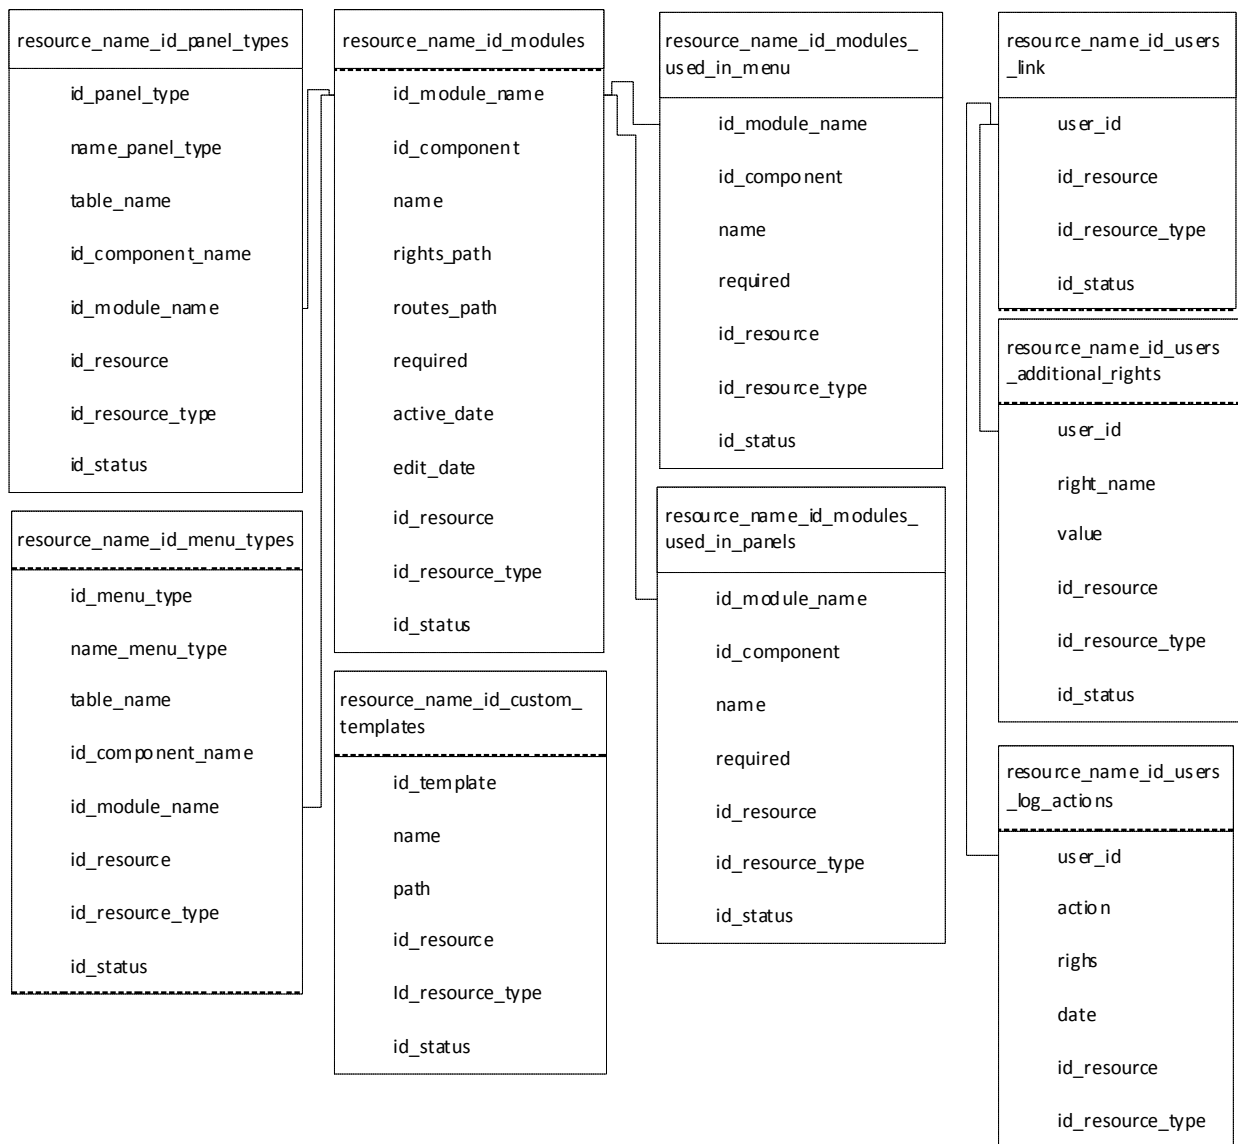 resource_name_id_panel_types
id_panel_type
name_panel_type
table_name
id_component_name
id_module_name
id_resource
id_resource_type
id_status
resource_name_id_menu_types
id_menu_type
name_menu_type
table_name
id_component_name
id_module_name
id_resource
id_resource_type
id_status
resource_name_id_modules
id_module_name
id_component
name
rights_path
routes_path
required
active_date
edit_date
id_resource
id_resource_type
id_status
resource_name_id_custom_
templates
id_template
name
path
id_resource
Id_resource_type
id_status
resource_name_id_modules_
used_in_menu
id_module_name
id_component
name
required
id_resource
id_resource_type
id_status
resource_name_id_modules_
used_in_panels
id_module_name
id_component
name
required
id_resource
id_resource_type
id_status
resource_name_id_users
_link
user_id
id_resource
id_resource_type
id_status
resource_name_id_users
_additional_rights
user_id
right_name
value
id_resource
id_resource_type
id_status
resource_name_id_users
_log_actions
user_id
action
righs
date
id_resource
id_resource_type